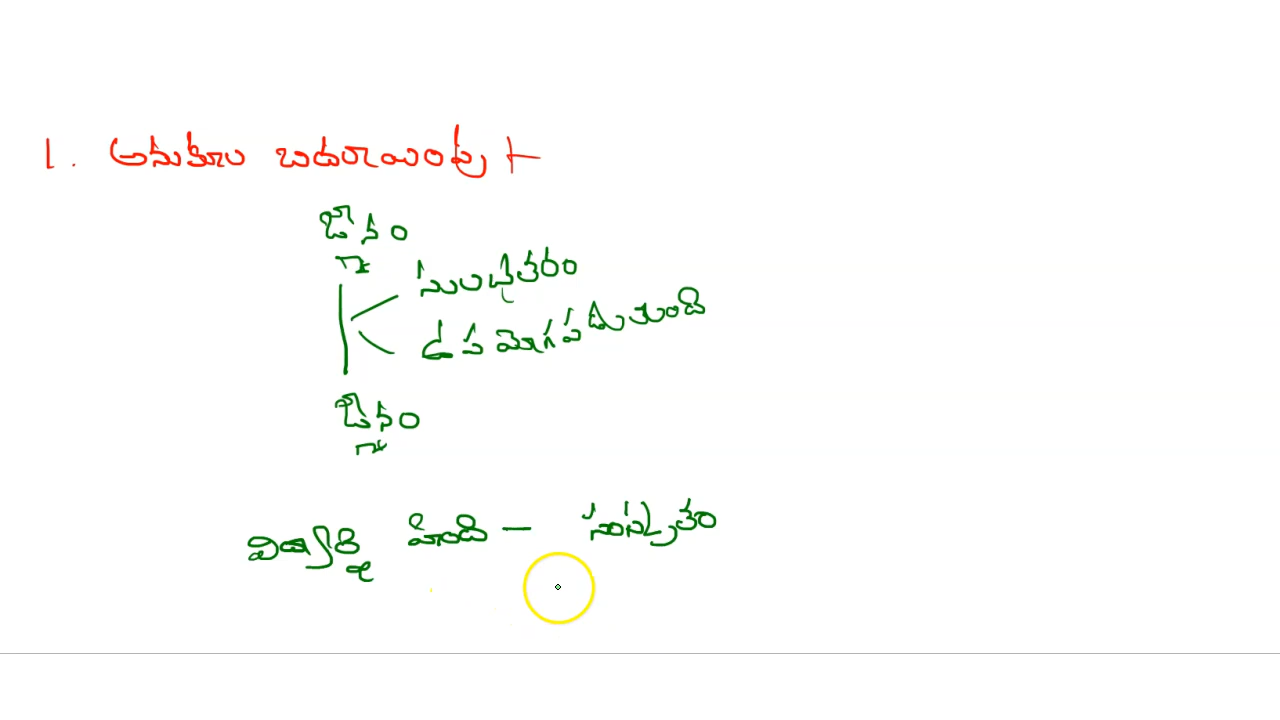 1. అనుకూల బదలాయింపు +
జ్ఞానం
సులభతరం
ఉపయోగపడుతుంది
జ్ఞానం
విద్యార్థి హింది - సంస్కృతం